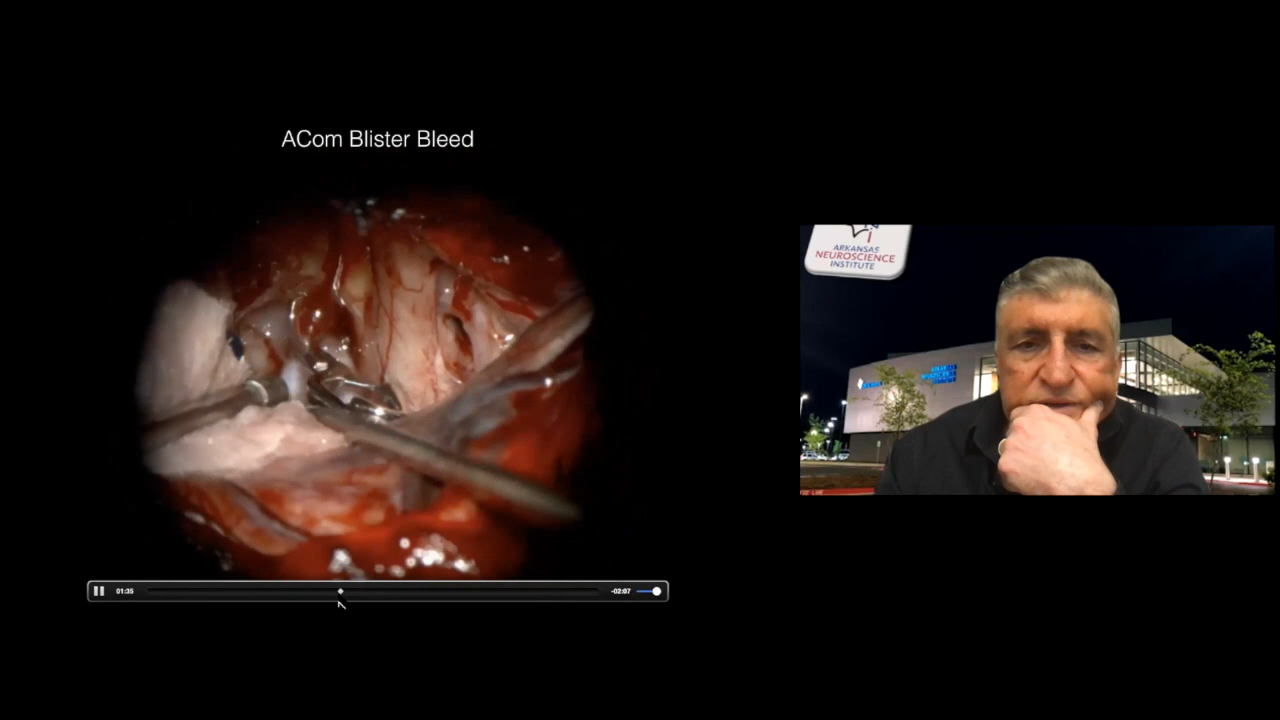 ACom Blister Bleed
ARKANSAS
NEUROSCIENCE
INSTITUTE
01:35
-02:07